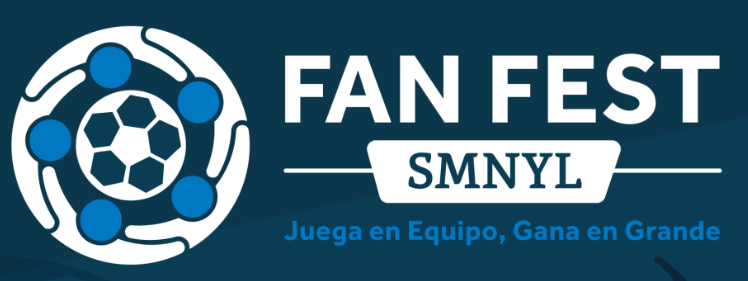 FAN FEST
SMNYL
Juega en Equipo, Gana en Grande